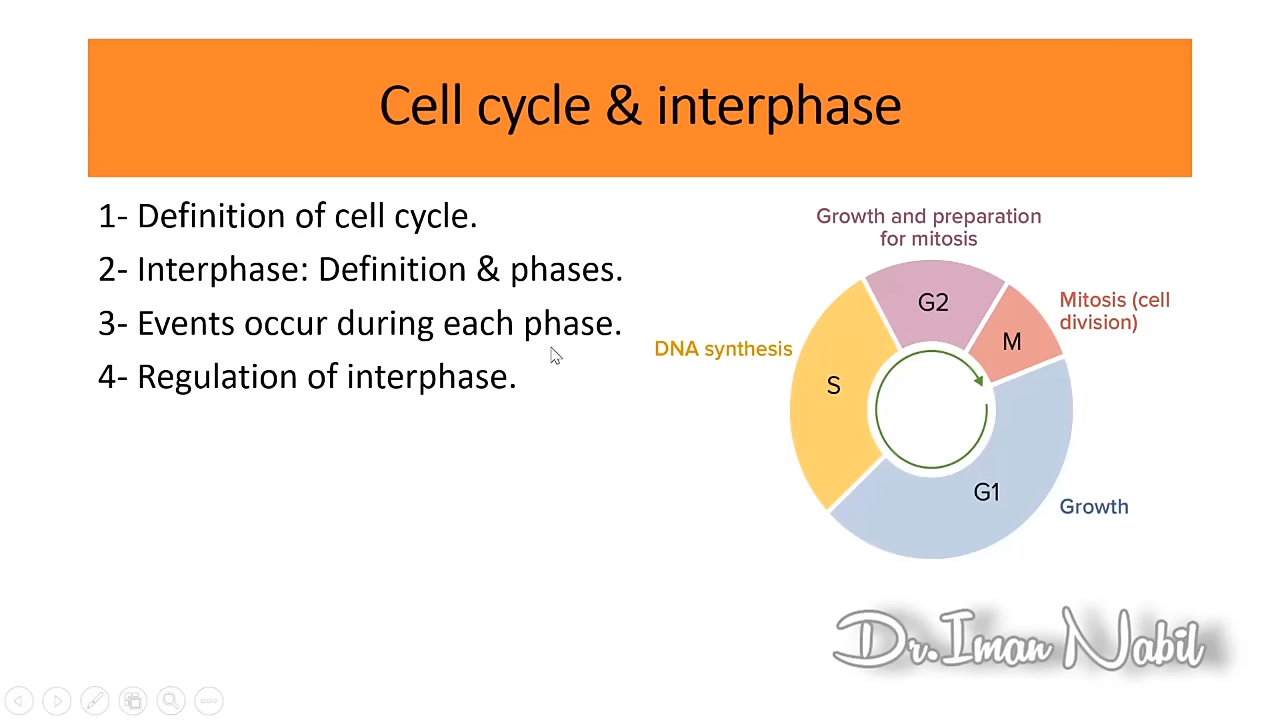 Cell cycle & interphase
1- Definition of cell cycle.
2- Interphase: Definition & phases.
3- Events occur during each phase.
4- Regulation of interphase.
Growth and preparation
for mitosis
G2
Mitosis (cell
division)
M
DNA synthesis
S
G1
Growth
Dr.Iman Nabil